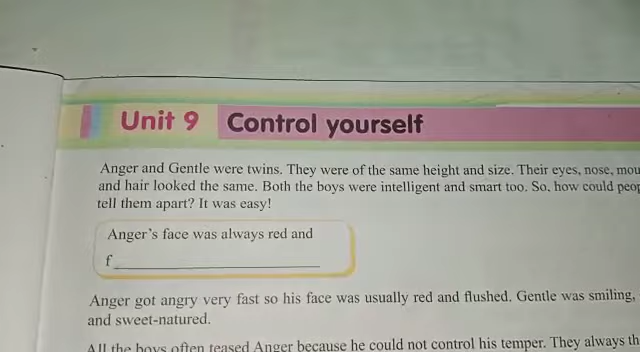 Unit 9 Control yourself
Anger and Gentle were twins. They were of the same height and size. Their eyes, nose,
and hair looked the same. Both the boys were intelligent and smart too. So, how could
tell them apart? It was easy!
Anger's face was always red and
f
Anger got angry very fast so his face was usually red and flushed. Gentle was smiling,
and sweet-natured.
All the boys often teased Anger because he could not control his temper. They always